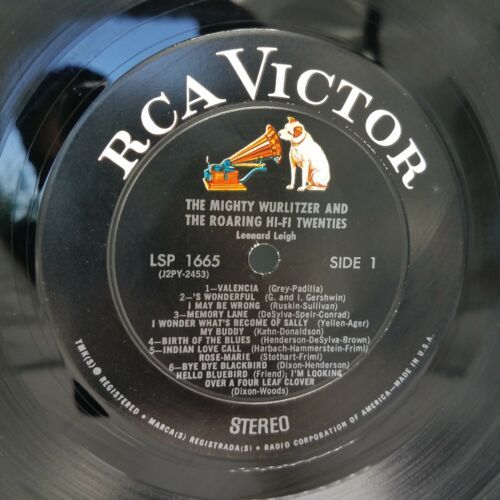 RCA VICTOR
THE MIGHTY WURLITZER AND
THE ROARING HI-FI TWENTIES
Leonard Leigh
LSP 1665 SIDE 1
(J2PY-2453)
1—VALENCIA (Grey-Padilla)
2—'S WONDERFUL (G. and I. Gershwin)
I MAY BE WRONG (Ruskin-Sullivan)
3—MEMORY LANE (DeSylva-Speir-Conrad)
I WONDER WHAT'S BECOME OF SALLY (Yellen-Ager)
MY BUDDY (Kahn-Donaldson)
4—BIRTH OF THE BLUES (Henderson-DeSylva-Brown)
5—INDIAN LOVE CALL (Harbach-Hammerstein-Friml)
ROSE-MARIE (Stothart-Friml)
6—BYE BYE BLACKBIRD (Dixon-Henderson)
HELLO BLUEBIRD (Friend); I'M LOOKING
OVER A FOUR LEAF CLOVER
(Dixon-Woods)
STEREO
TMK(S) ® REGISTERED • MARCA(S) REGISTRADA(S) • RADIO CORPORATION OF AMERICA—MADE IN U.S.A.